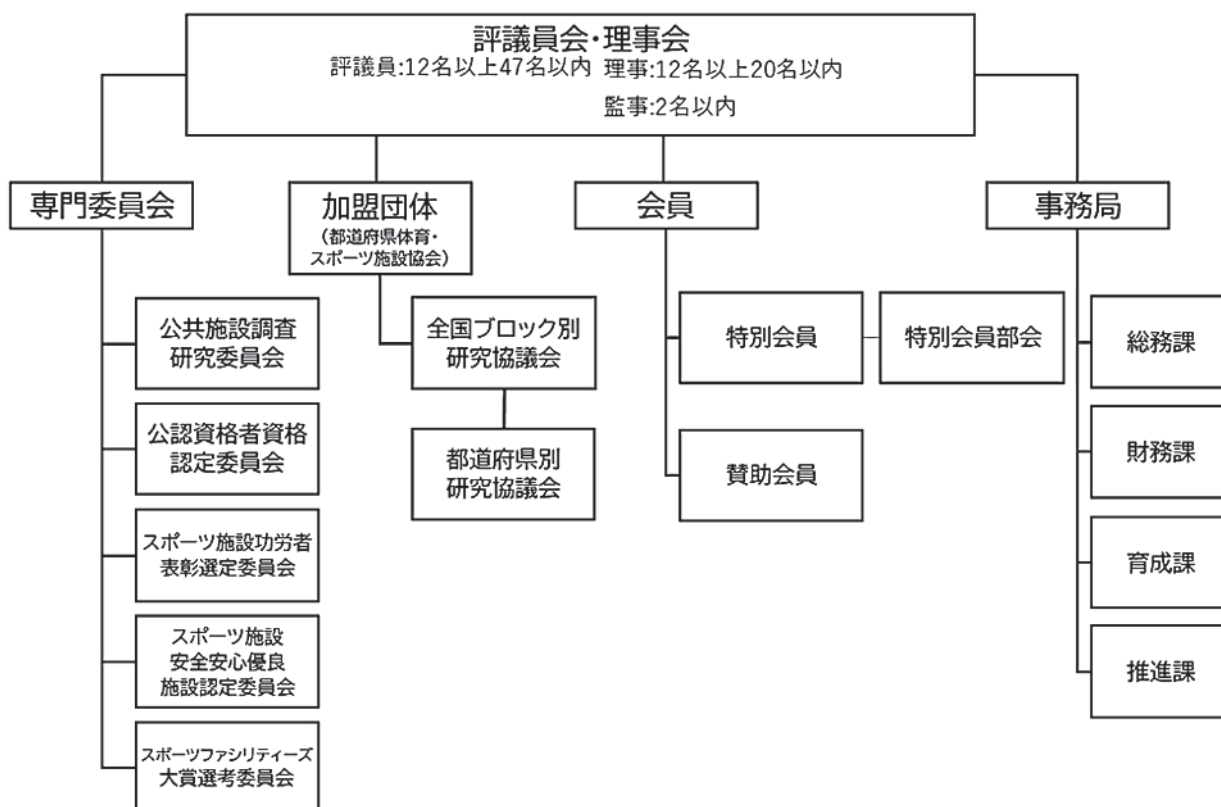 評議員会・理事会
評議員:12名以上47名以内 理事:12名以上20名以内
監事:2名以内
専門委員会
公共施設調査
研究委員会
公認資格者資格
認定委員会
スポーツ施設功労者
表彰選定委員会
スポーツ施設
安全安心優良
施設認定委員会
スポーツファシリティーズ
大賞選考委員会
加盟団体
(都道府県体育・
スポーツ施設協会)
全国ブロック別
研究協議会
都道府県別
研究協議会
会員
特別会員
特別会員部会
賛助会員
事務局
総務課
財務課
育成課
推進課